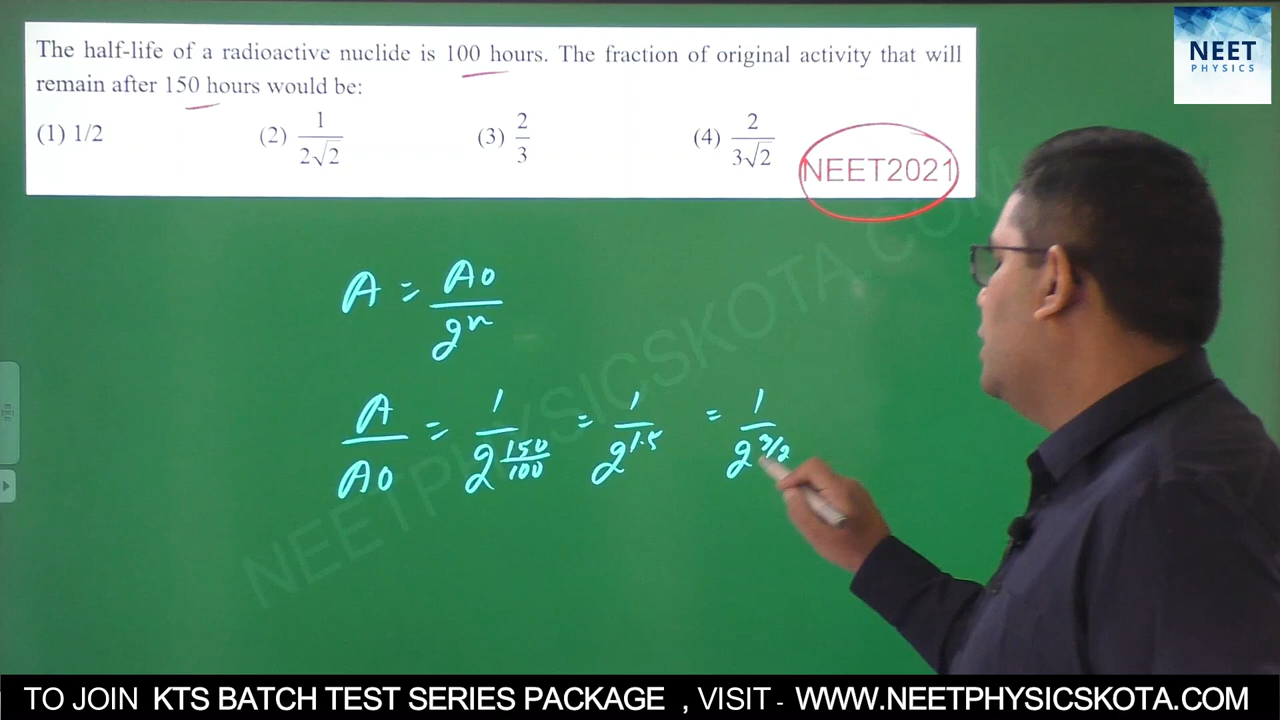 The half-life of a radioactive nuclide is 100 hours. The fraction of original activity that will
remain after 150 hours would be:
(1) 1/2 (2) 1/2√2 (3) 2/3 (4) 2/3√2
NEET2021
NEET
PHYSICS
A = A0/2^n
A/A0 = 1/2^(150/100) = 1/2^1.5 = 1/2^(3/2)
NEETPHYSICSKOTA.COM
TO JOIN KTS BATCH TEST SERIES PACKAGE , VISIT - WWW.NEETPHYSICSKOTA.COM